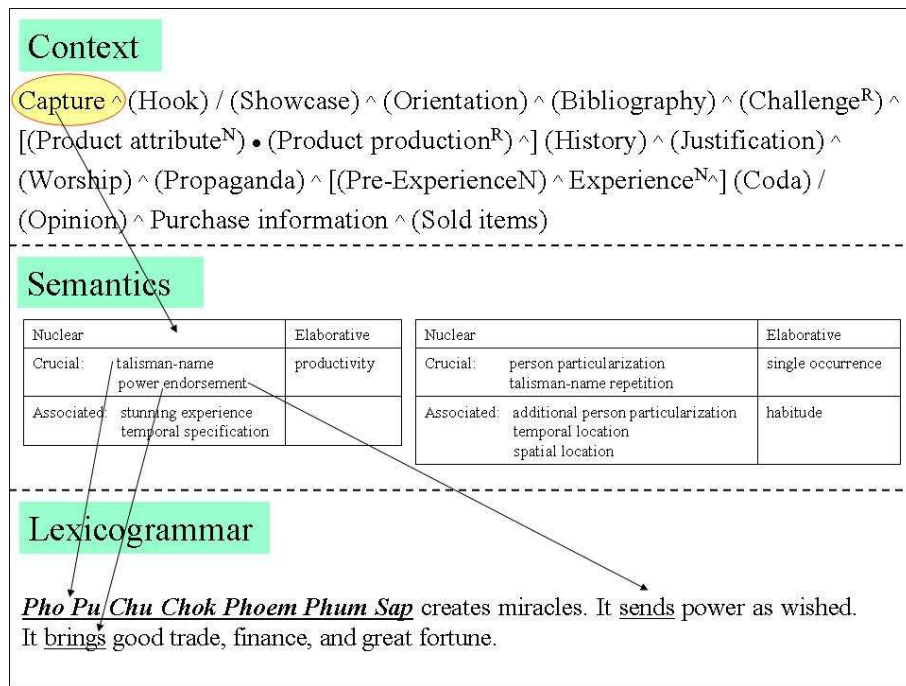 Context
Capture ^ (Hook) / (Showcase) ^ (Orientation) ^ (Bibliography) ^ (Challenge^R) ^
[(Product attribute^N) • (Product production^R) ^] (History) ^ (Justification) ^
(Worship) ^ (Propaganda) ^ [(Pre-ExperienceN) ^ Experience^N^] (Coda) /
(Opinion) ^ Purchase information ^ (Sold items)
Semantics
Nuclear Elaborative
Crucial: talisman-name productivity
power endorsement
Associated: stunning experience
temporal specification
Nuclear Elaborative
Crucial: person particularization single occurrence
talisman-name repetition
Associated: additional person particularization habitude
temporal location
spatial location
Lexicogrammar
Pho Pu Chu Chok Phoem Phum Sap creates miracles. It sends power as wished.
It brings good trade, finance, and great fortune.